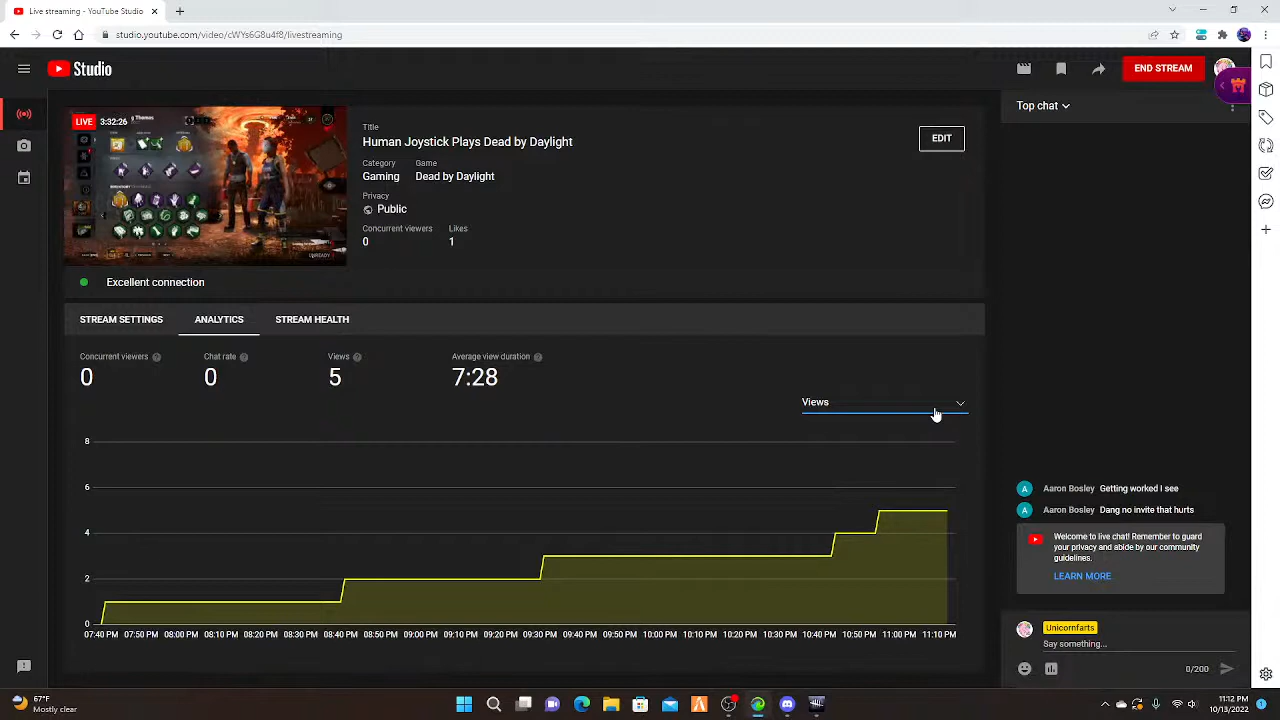 Live streaming - YouTube Studio
studio.youtube.com/video/cWYs6G8u4f8/livestreaming
Studio
END STREAM
LIVE 3:32:26
Title
Human Joystick Plays Dead by Daylight
EDIT
Category Game
Gaming Dead by Daylight
Privacy
Public
Concurrent viewers Likes
0 1
UNREADY
Excellent connection
STREAM SETTINGS ANALYTICS STREAM HEALTH
Concurrent viewers Chat rate Views Average view duration
0 0 5 7:28
Views
8
6
4
2
0
07:40 PM 07:50 PM 08:00 PM 08:10 PM 08:20 PM 08:30 PM 08:40 PM 08:50 PM 09:00 PM 09:10 PM 09:20 PM 09:30 PM 09:40 PM 09:50 PM 10:00 PM 10:10 PM 10:20 PM 10:30 PM 10:40 PM 10:50 PM 11:00 PM 11:10 PM
Top chat
A Aaron Bosley Getting worked I see
A Aaron Bosley Dang no invite that hurts
Welcome to live chat! Remember to guard
your privacy and abide by our community
guidelines.
LEARN MORE
Unicornfarts
Say something...
0/200
57°F
Mostly clear
11:12 PM
10/3/2022